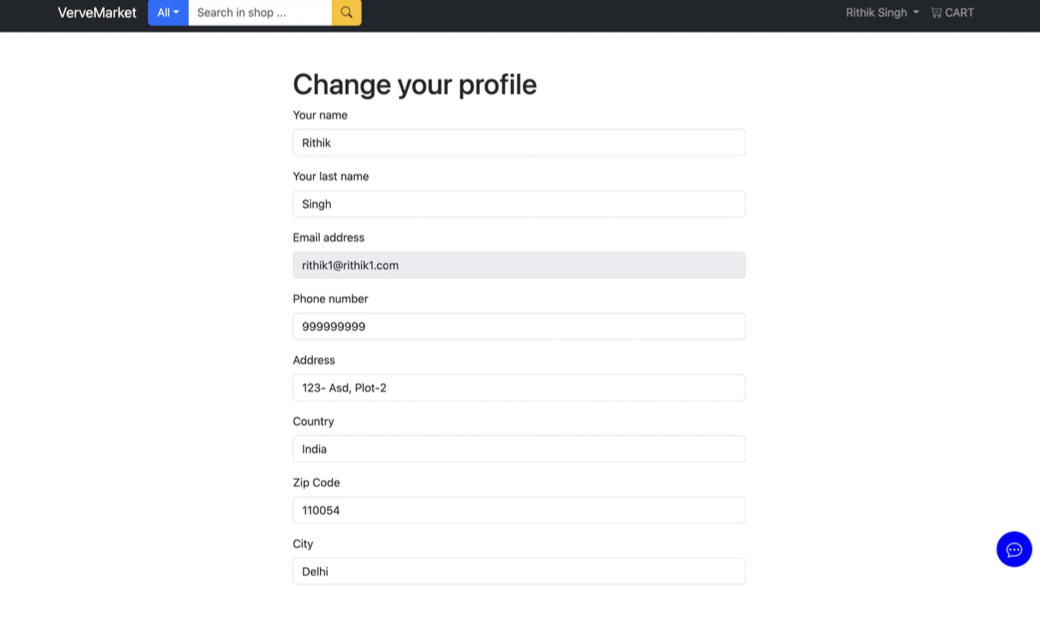 VerveMarket All Search in shop ... Rithik Singh CART
Change your profile
Your name
Rithik
Your last name
Singh
Email address
rithik1@rithik1.com
Phone number
999999999
Address
123- Asd, Plot-2
Country
India
Zip Code
110054
City
Delhi